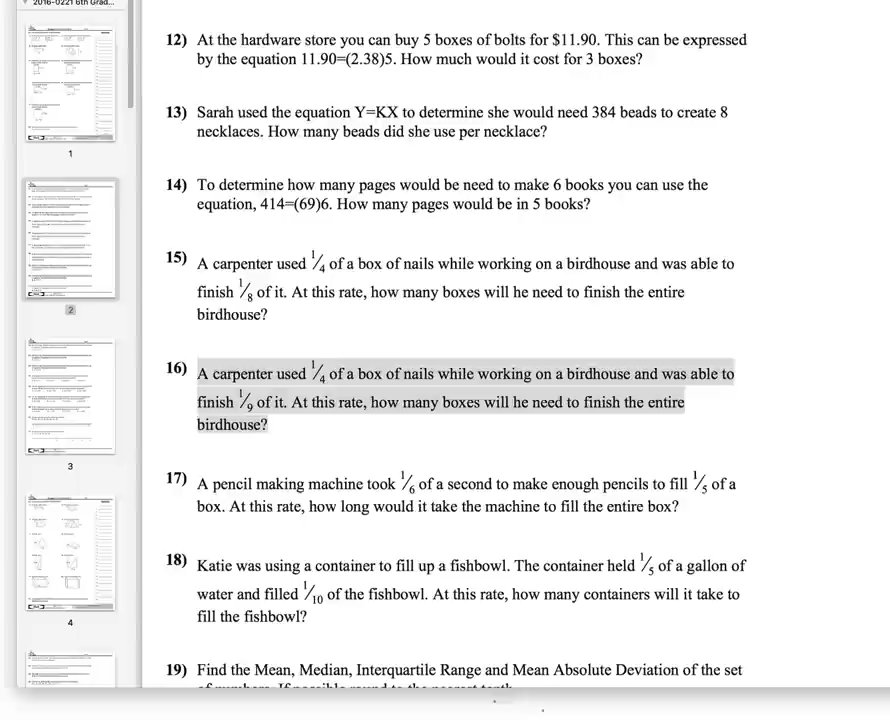 2016-0221 6th Grad...
12) At the hardware store you can buy 5 boxes of bolts for $11.90. This can be expressed
by the equation 11.90=(2.38)5. How much would it cost for 3 boxes?
13) Sarah used the equation Y=KX to determine she would need 384 beads to create 8
necklaces. How many beads did she use per necklace?
14) To determine how many pages would be need to make 6 books you can use the
equation, 414=(69)6. How many pages would be in 5 books?
15) A carpenter used 1/4 of a box of nails while working on a birdhouse and was able to
finish 1/8 of it. At this rate, how many boxes will he need to finish the entire
birdhouse?
16) A carpenter used 1/4 of a box of nails while working on a birdhouse and was able to
finish 1/9 of it. At this rate, how many boxes will he need to finish the entire
birdhouse?
17) A pencil making machine took 1/6 of a second to make enough pencils to fill 1/5 of a
box. At this rate, how long would it take the machine to fill the entire box?
18) Katie was using a container to fill up a fishbowl. The container held 1/5 of a gallon of
water and filled 1/10 of the fishbowl. At this rate, how many containers will it take to
fill the fishbowl?
19) Find the Mean, Median, Interquartile Range and Mean Absolute Deviation of the set
1
2
3
4